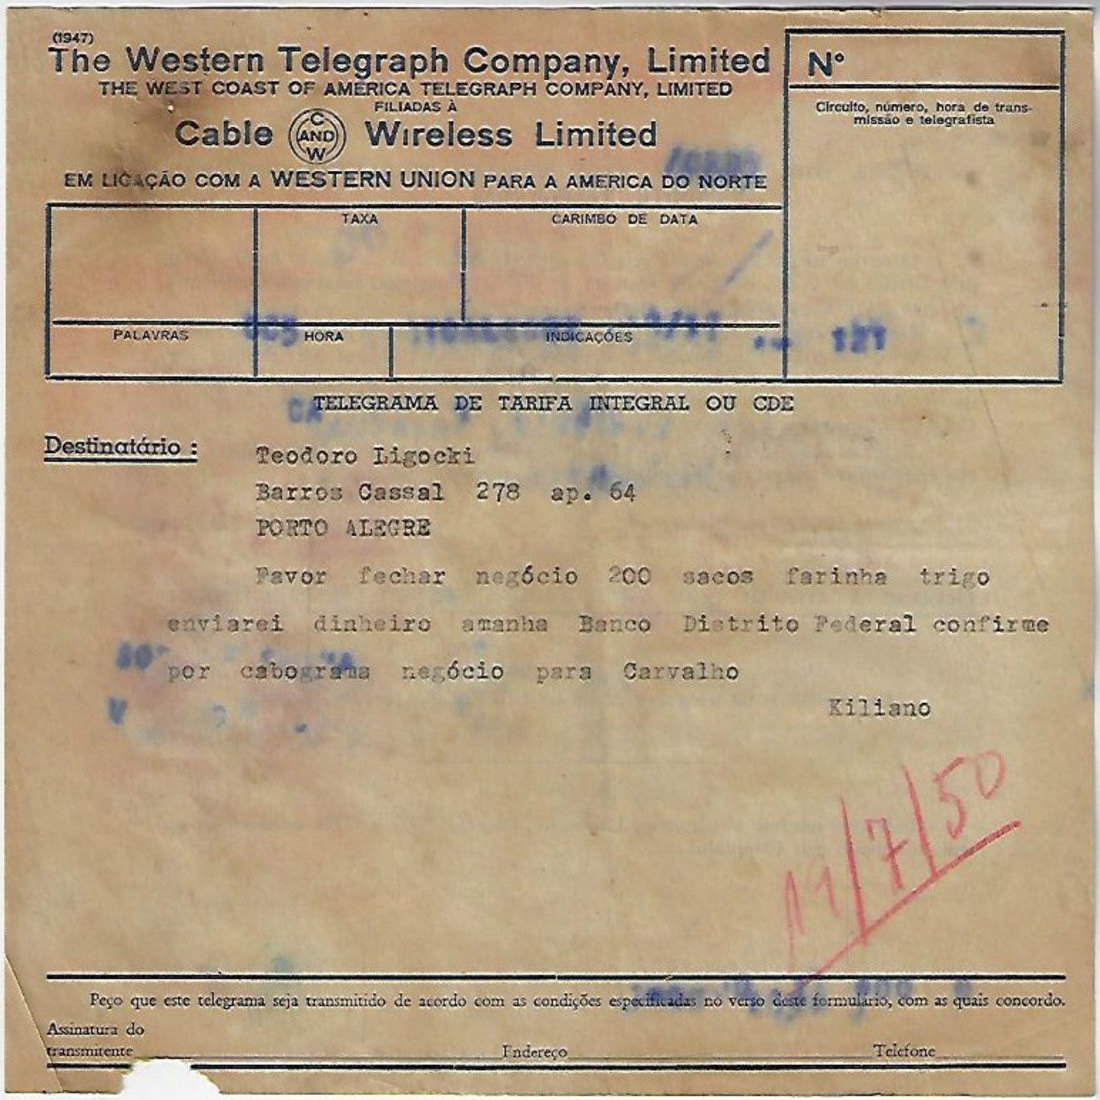 (1947)
The Western Telegraph Company, Limited
THE WEST COAST OF AMERICA TELEGRAPH COMPANY, LIMITED
FILIADAS À
Cable C AND W Wireless Limited
EM LIGAÇÃO COM A WESTERN UNION PARA A AMERICA DO NORTE
Nº
Circuito, número, hora de trans-
missão e telegrafista
TAXA
CARIMBO DE DATA
PALAVRAS
HORA
INDICAÇÕES
121
TELEGRAMA DE TARIFA INTEGRAL OU CDE
Destinatário :
Teodoro Ligocki
Barros Cassal 278 ap. 64
PORTO ALEGRE
Favor fechar negócio 200 sacos farinha trigo
enviarei dinheiro amanha Banco Distrito Federal confirme
por cabograma negócio para Carvalho
Kiliano
19/7/50
Peço que este telegrama seja transmitido de acordo com as condições especificadas no verso deste formulário, com as quais concordo.
Assinatura do
transmitente
Endereço
Telefone